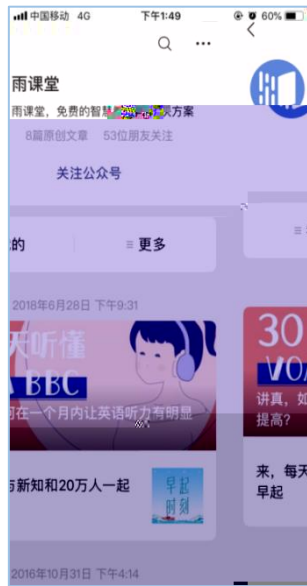 中国移动 4G 下午1:49 60%
雨课堂
雨课堂，免费的智慧
决方案
8篇原创文章 53位朋友关注
关注公众号
的
更多
2018年6月28日 下午9:31
天听懂
BBC
30
VO
在一个月内让英语听力有明显
讲真，如
提高?
与新知和20万人一起
早起
时刻
来，每天
早起
2016年10月31日 下午4:14